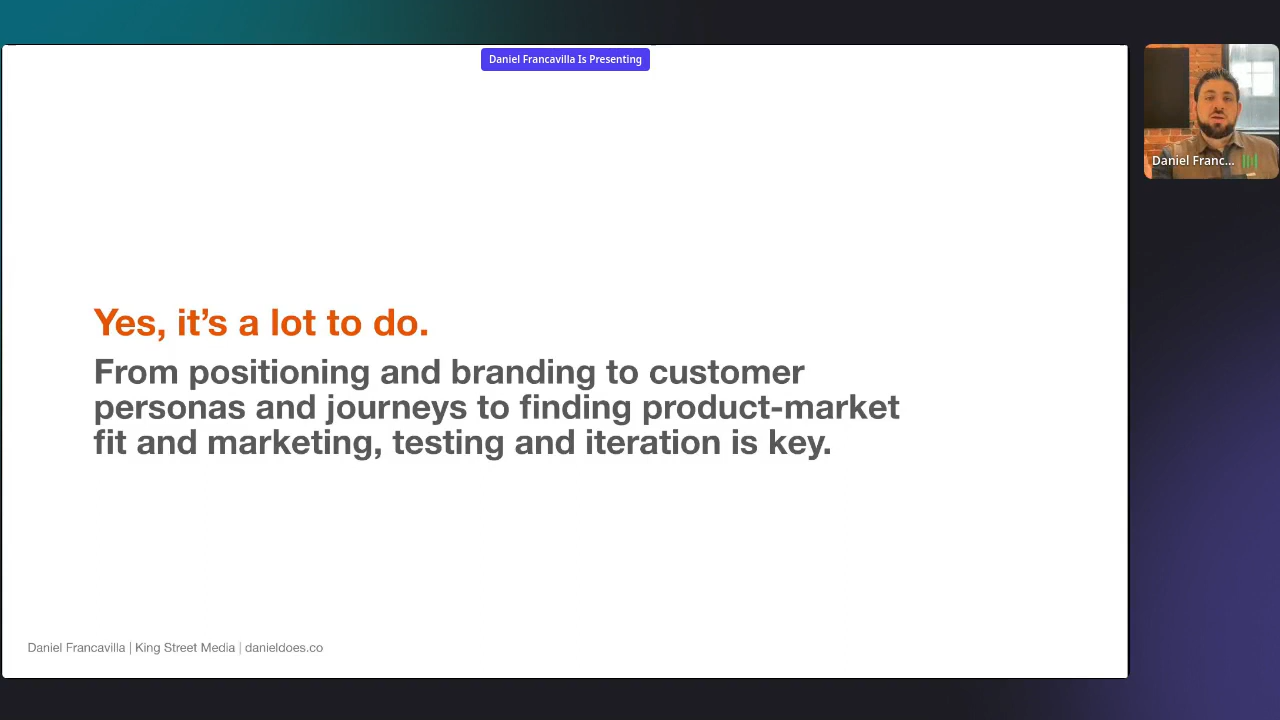 Daniel Francavilla Is Presenting
Daniel Franc...
Yes, it's a lot to do.
From positioning and branding to customer
personas and journeys to finding product-market
fit and marketing, testing and iteration is key.
Daniel Francavilla | King Street Media | danieldoes.co